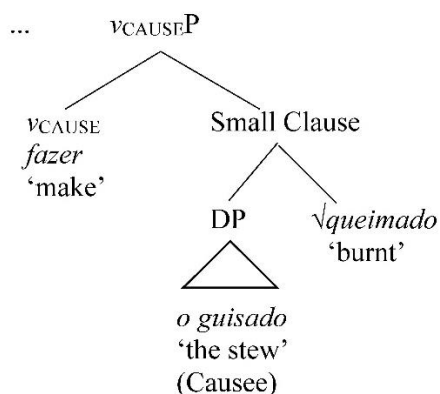 ... vCAUSEP
vCAUSE Small Clause
fazer
'make'
DP √queimado
'burnt'
o guisado
'the stew'
(Causee)